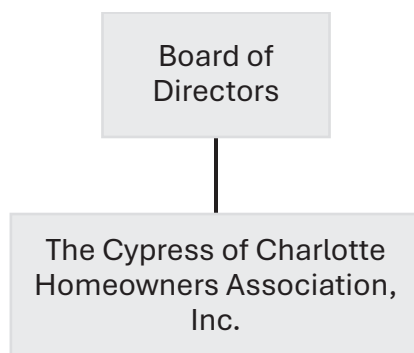 Board of
Directors
The Cypress of Charlotte
Homeowners Association,
Inc.